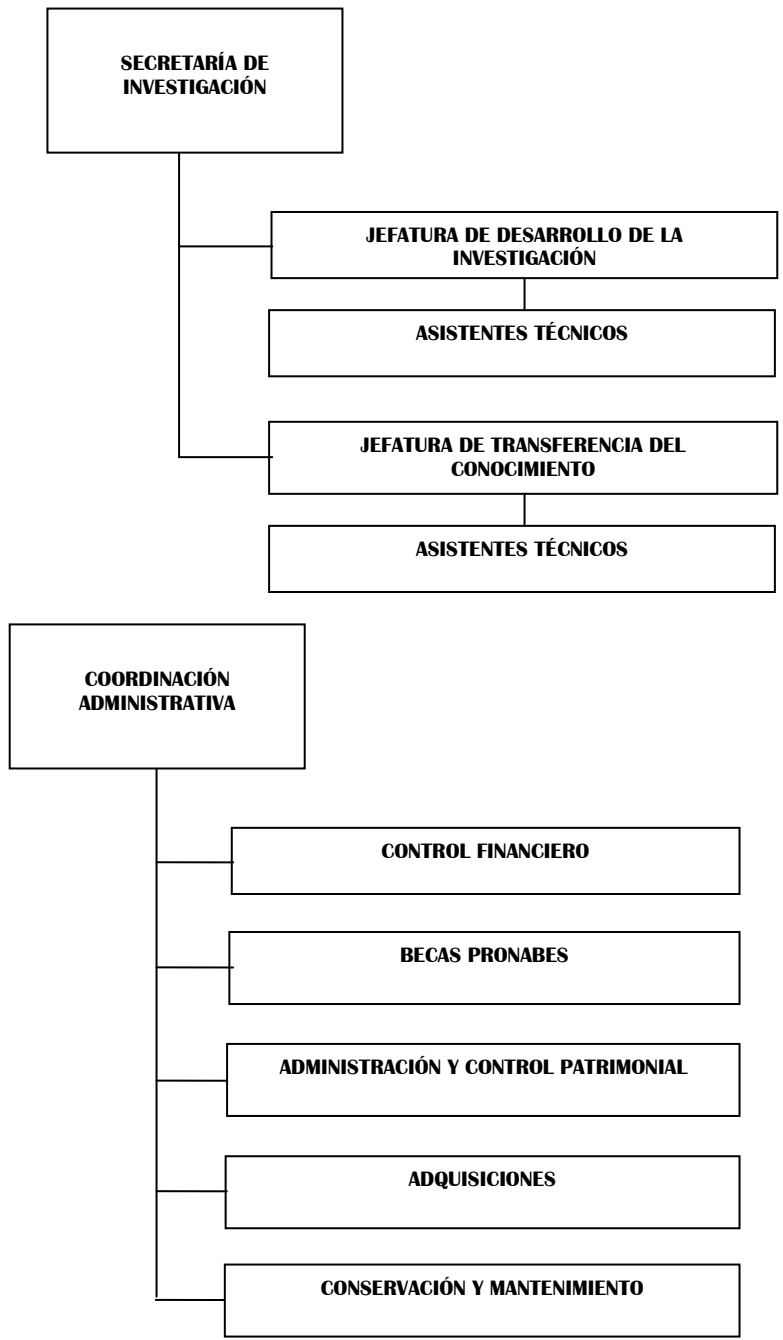 SECRETARÍA DE
INVESTIGACIÓN
JEFATURA DE DESARROLLO DE LA
INVESTIGACIÓN
ASISTENTES TÉCNICOS
JEFATURA DE TRANSFERENCIA DEL
CONOCIMIENTO
ASISTENTES TÉCNICOS
COORDINACIÓN
ADMINISTRATIVA
CONTROL FINANCIERO
BECAS PRONABES
ADMINISTRACIÓN Y CONTROL PATRIMONIAL
ADQUISICIONES
CONSERVACIÓN Y MANTENIMIENTO